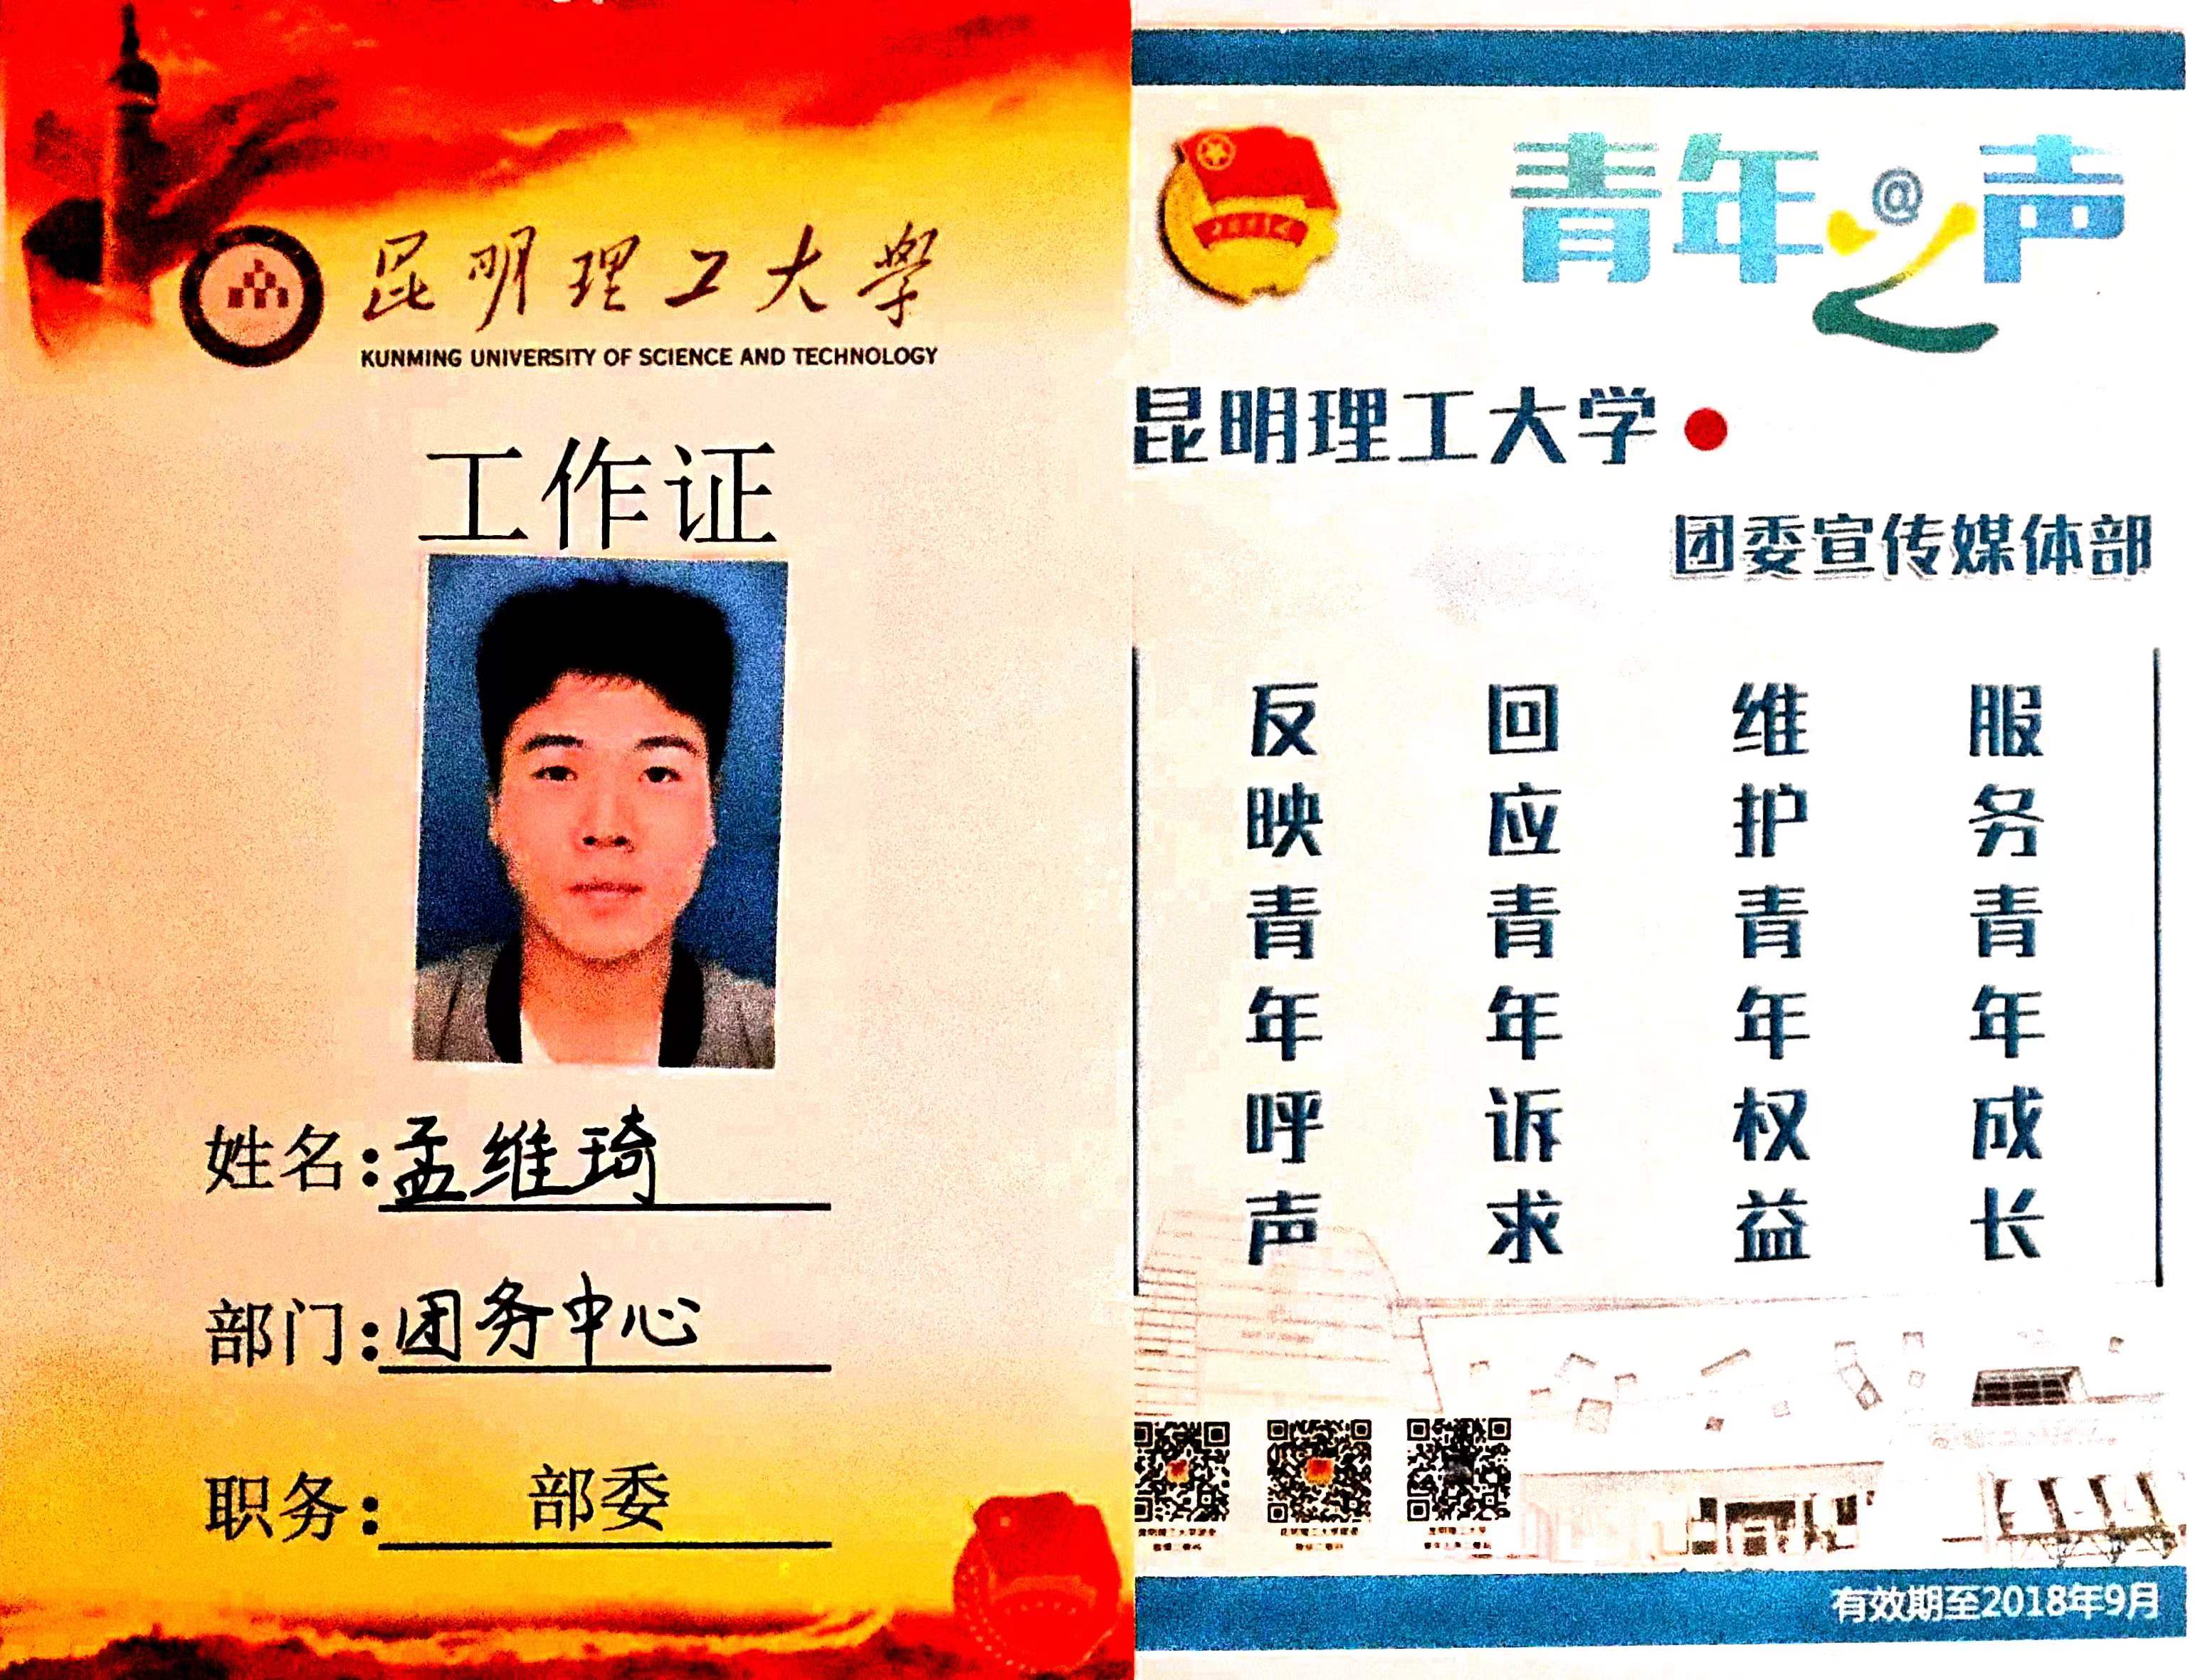 昆明理工大學
KUNMING UNIVERSITY OF SCIENCE AND TECHNOLOGY
工作证
姓名:孟维琦
部门:团务中心
职务: 部委
青年之声
@
昆明理工大学●
团委宣传媒体部
反映青年呼声
回应青年诉求
维护青年权益
服务青年成长
有效期至2018年9月